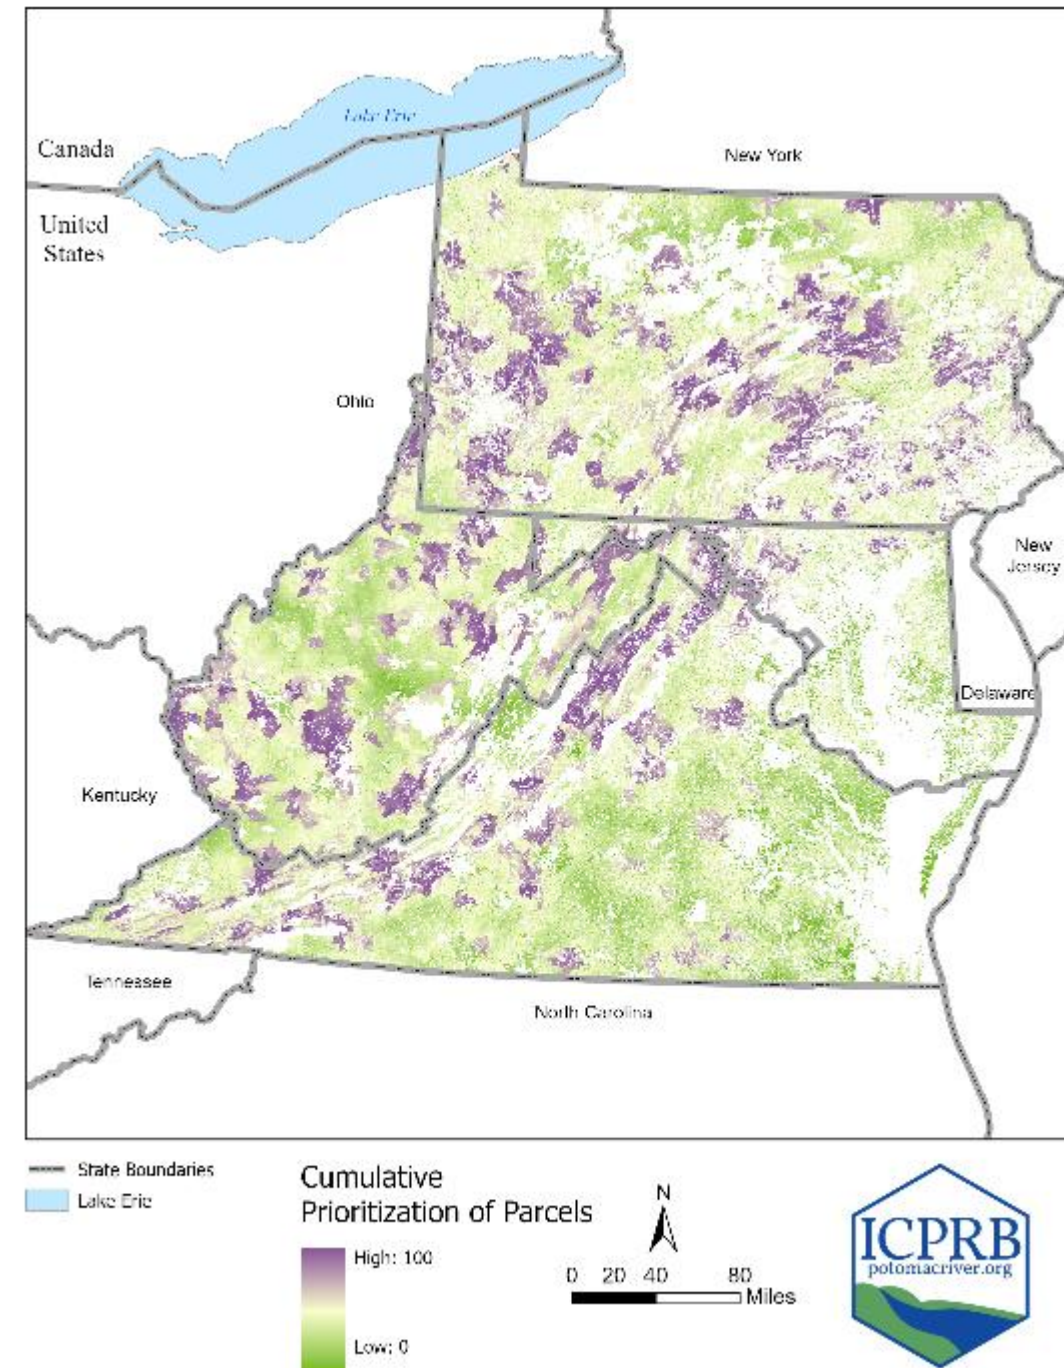 Lake Erie
Canada
New York
United
States
Ohio
New
Jersey
Delaware
Kentucky
Tennessee
North Carolina
State Boundaries
Lake Erie
Cumulative
Prioritization of Parcels
High: 100
Low: 0
N
0 20 40 80
Miles
ICPRB
potomacriver.org